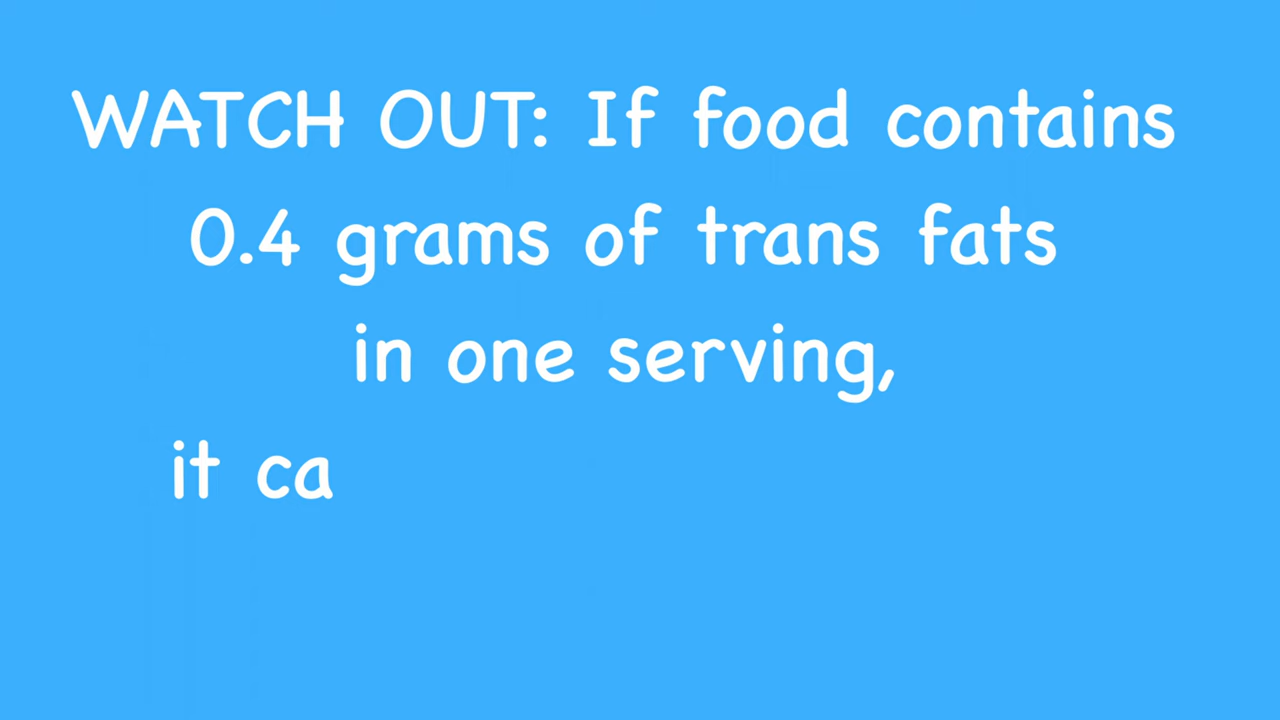 WATCH OUT: If food contains
0.4 grams of trans fats
in one serving,
it ca